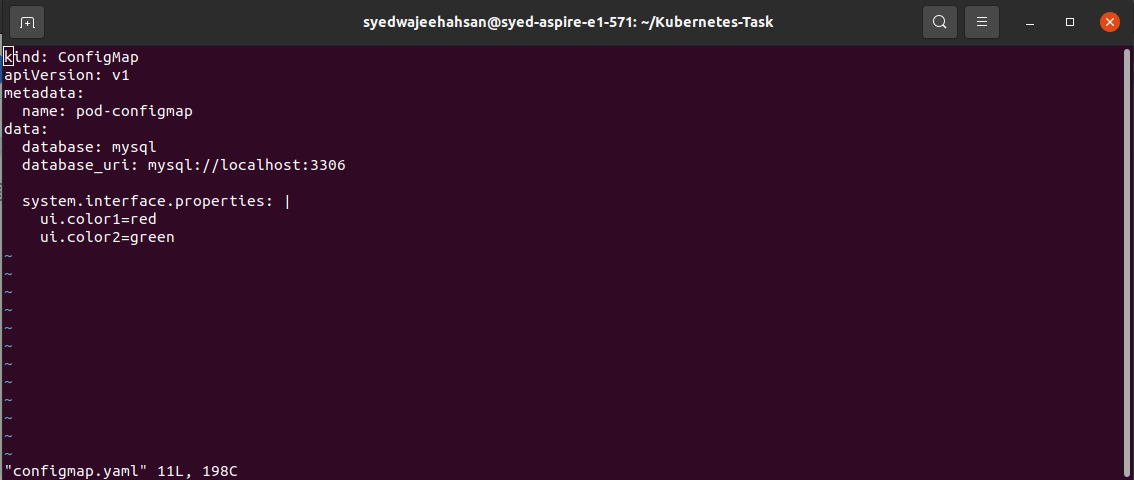 syedwajeehahsan@syed-aspire-e1-571: ~/Kubernetes-Task
kind: ConfigMap
apiVersion: v1
metadata:
  name: pod-configmap
data:
  database: mysql
  database_uri: mysql://localhost:3306

  system.interface.properties: |
    ui.color1=red
    ui.color2=green
~
~
~
~
~
~
~
~
~
~
~
~
"configmap.yaml" 11L, 198C